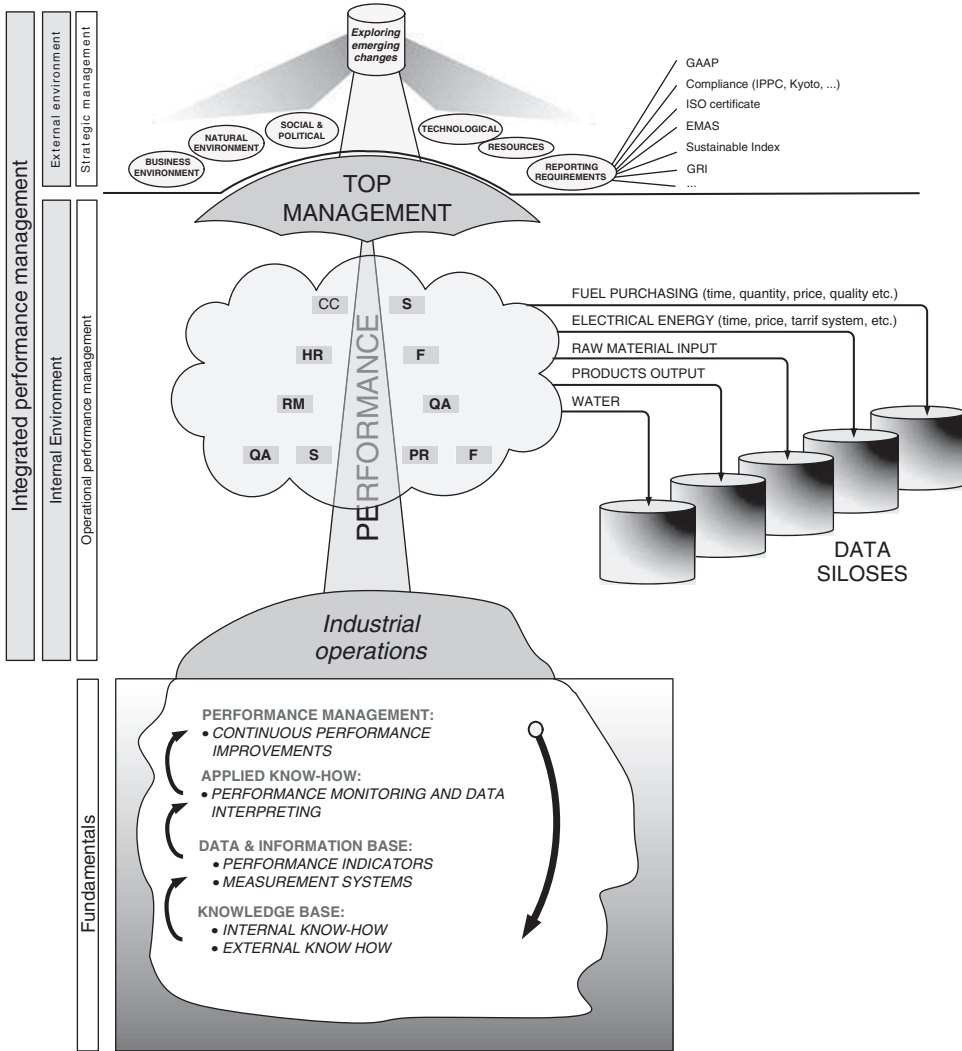 Integrated performance management
External environment
Strategic management
Internal Environment
Operational performance management
Fundamentals
Exploring
emerging
changes
BUSINESS
ENVIRONMENT
NATURAL
ENVIRONMENT
SOCIAL &
POLITICAL
TECHNOLOGICAL
RESOURCES
REPORTING
REQUIREMENTS
GAAP
Compliance (IPPC, Kyoto, ...)
ISO certificate
EMAS
Sustainable Index
GRI
...
TOP
MANAGEMENT
PERFORMANCE
CC
S
HR
F
RM
QA
QA
S
PR
F
FUEL PURCHASING (time, quantity, price, quality etc.)
ELECTRICAL ENERGY (time, price, tarrif system, etc.)
RAW MATERIAL INPUT
PRODUCTS OUTPUT
WATER
DATA
SILOSES
Industrial
operations
PERFORMANCE MANAGEMENT:
• CONTINUOUS PERFORMANCE
IMPROVEMENTS
APPLIED KNOW-HOW:
• PERFORMANCE MONITORING AND DATA
INTERPRETING
DATA & INFORMATION BASE:
• PERFORMANCE INDICATORS
• MEASUREMENT SYSTEMS
KNOWLEDGE BASE:
• INTERNAL KNOW-HOW
• EXTERNAL KNOW HOW